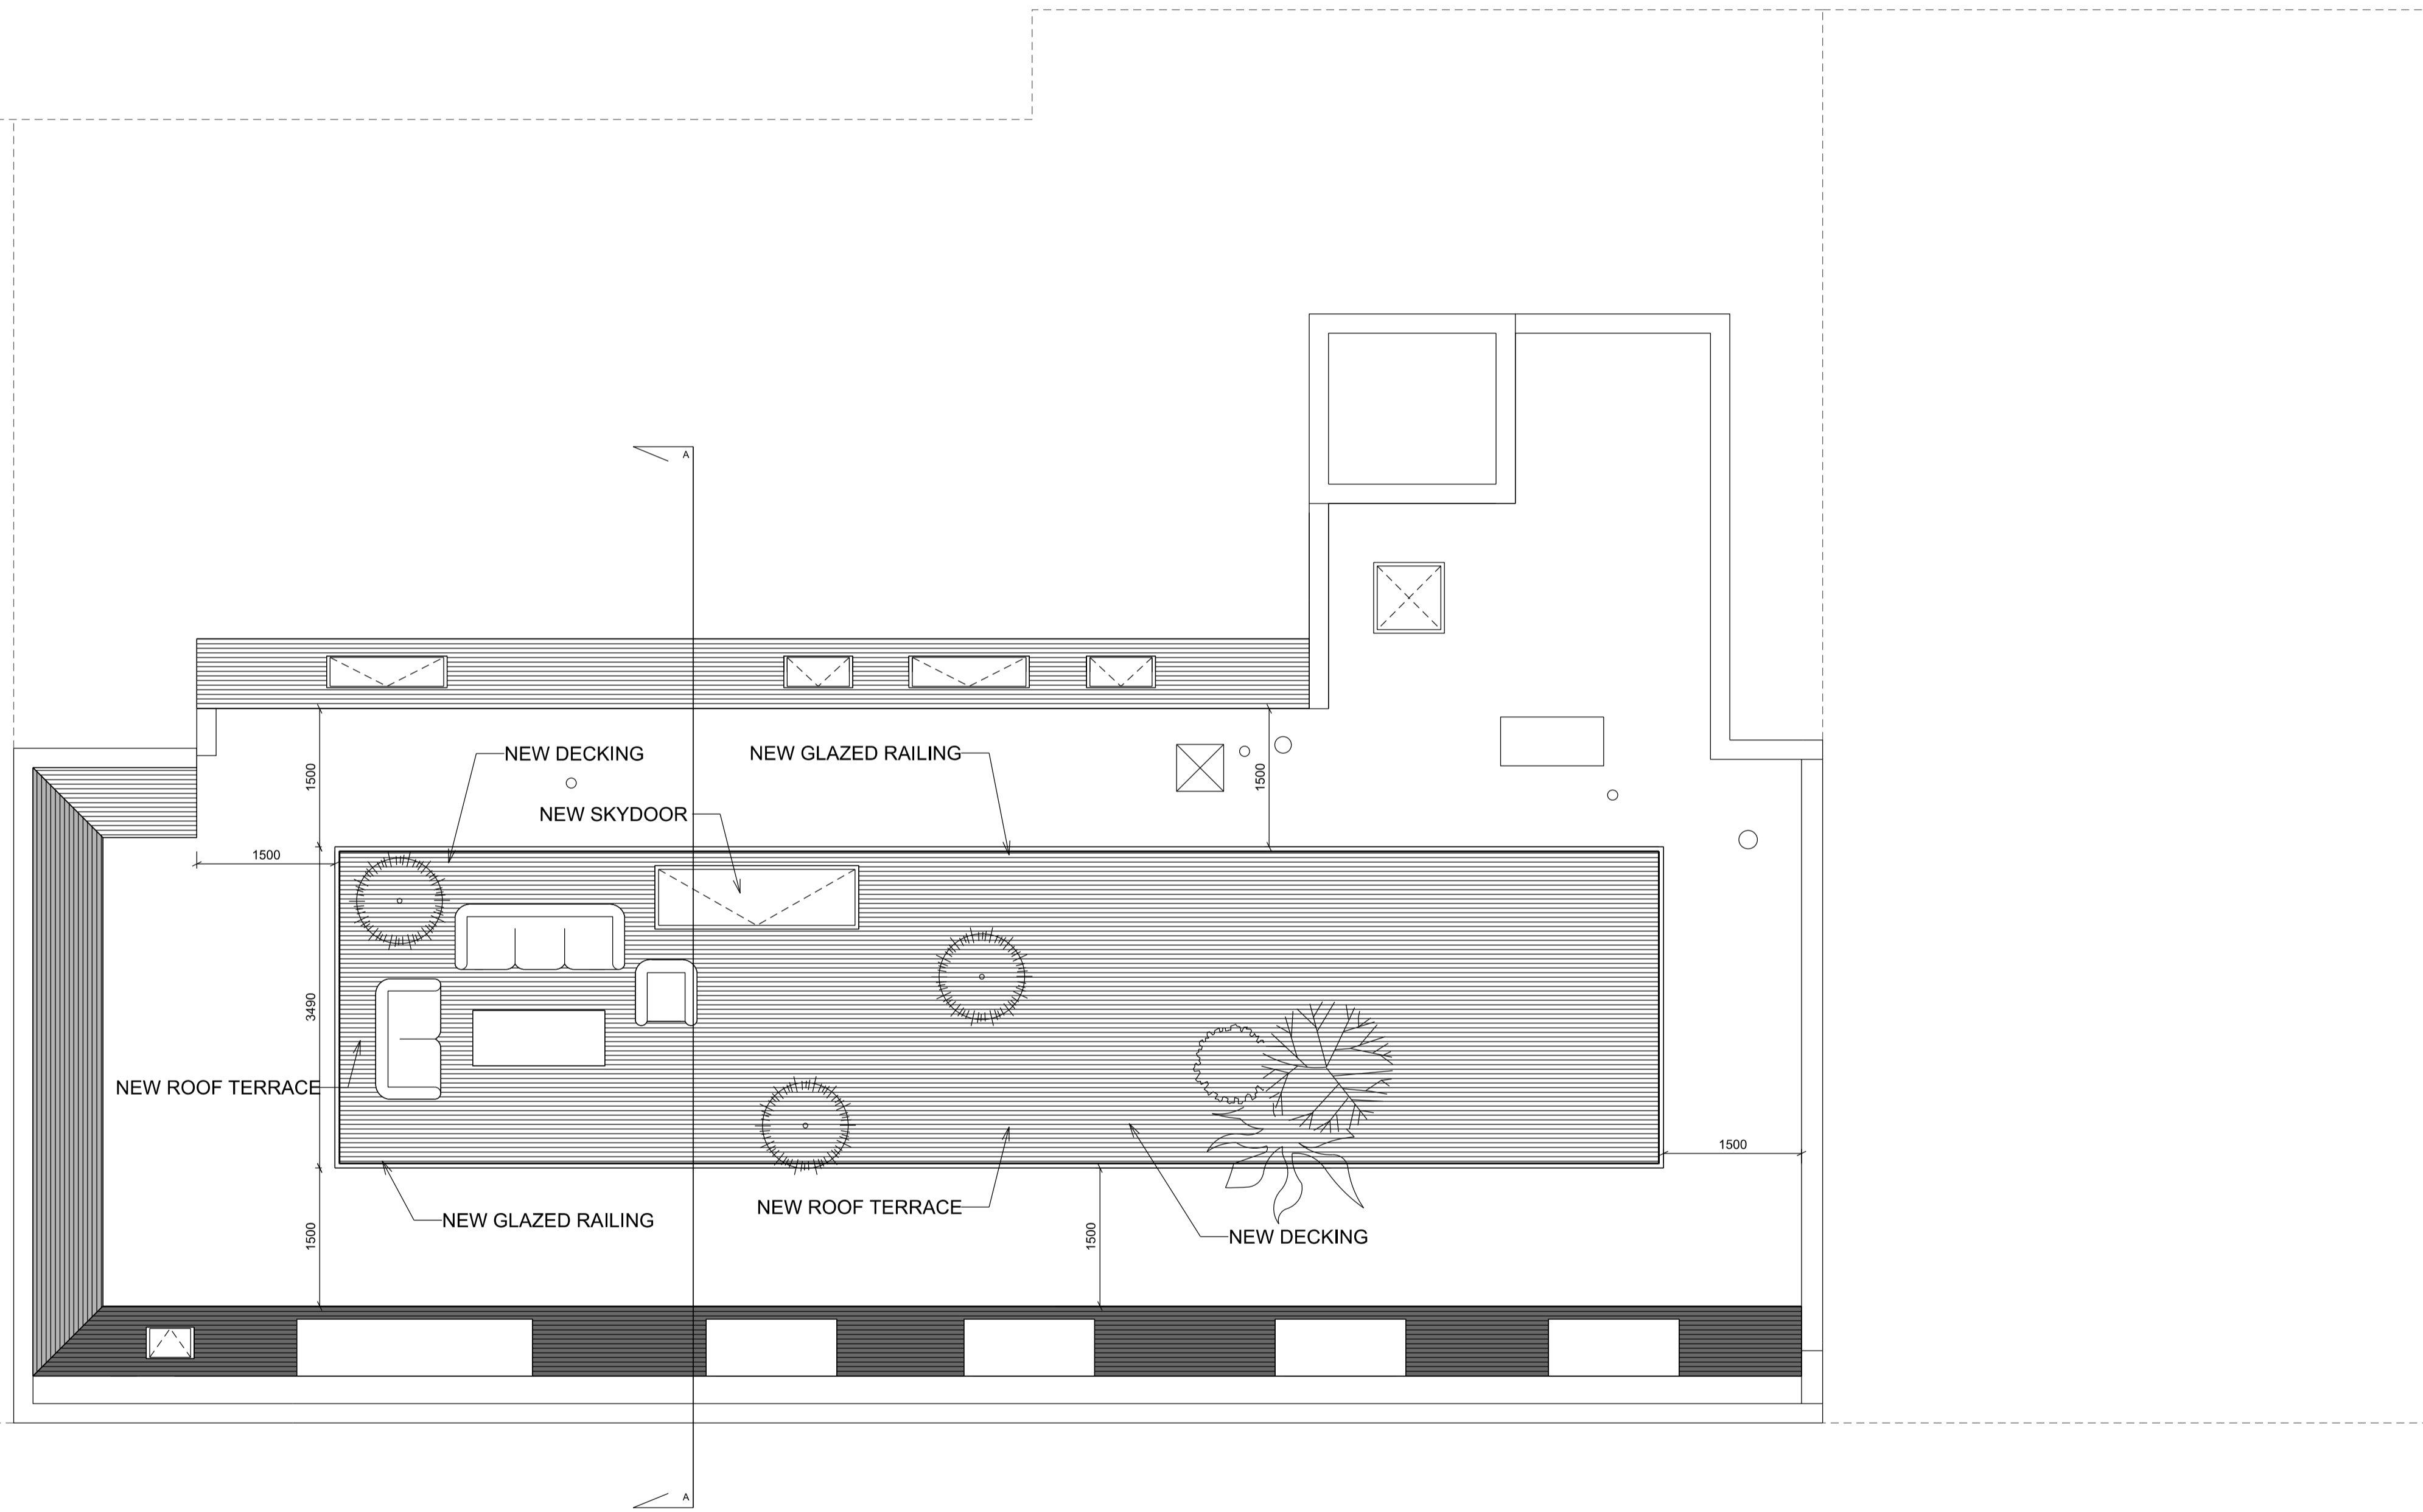 A
NEW DECKING
NEW GLAZED RAILING
1500
1500
NEW SKYDOOR
1500
3490
NEW ROOF TERRACE
1500
NEW ROOF TERRACE
NEW GLAZED RAILING
NEW DECKING
1500
1500
A